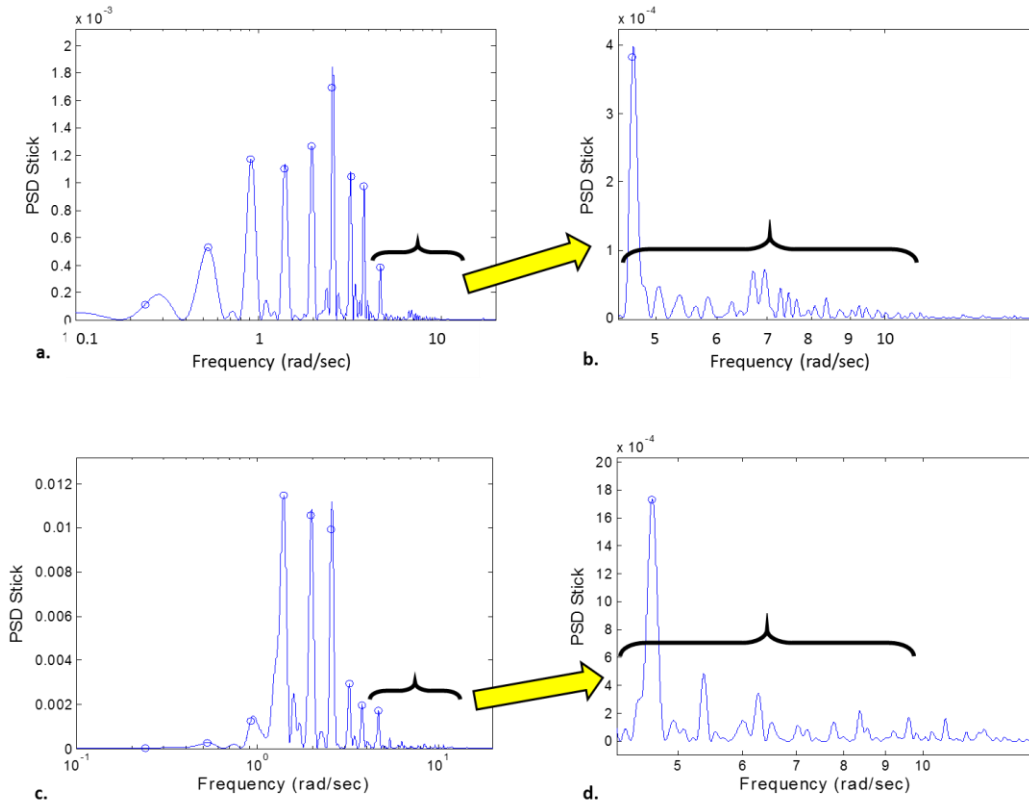 x 10⁻³
2
1.8
1.6
1.4
1.2
1
0.8
0.6
0.4
0.2
0
PSD Stick
0.1 1 10
a. Frequency (rad/sec)
x 10⁻⁴
4
3
2
1
0
PSD Stick
5 6 7 8 9 10
b. Frequency (rad/sec)
0.012
0.01
0.008
0.006
0.004
0.002
0
PSD Stick
10⁻¹ 10⁰ 10¹
Frequency (rad/sec)
c.
x 10⁻⁴
20
18
16
14
12
10
8
6
4
2
0
PSD Stick
5 6 7 8 9 10
Frequency (rad/sec)
d.